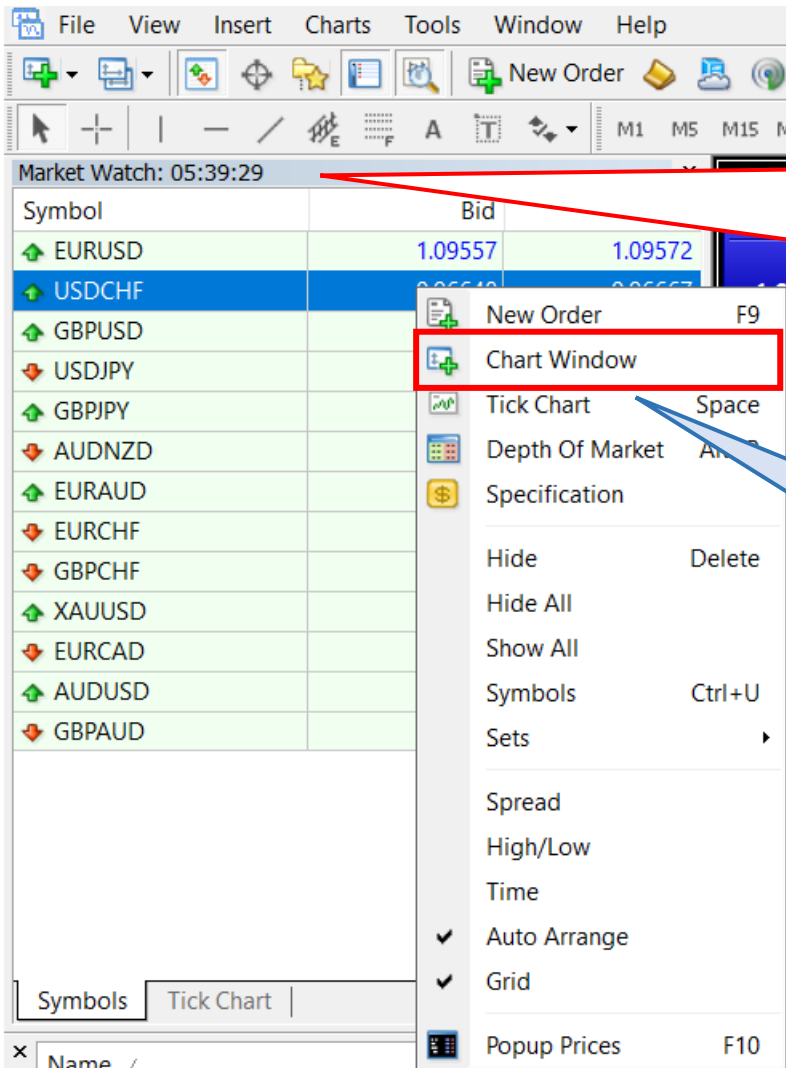 File View Insert Charts Tools Window Help
New Order
A T M1 M5 M15
Market Watch: 05:39:29
Symbol Bid
EURUSD 1.09557 1.09572
USDCHF
New Order F9
GBPUSD
Chart Window
USDJPY
GBPJPY
Tick Chart Space
AUDNZD
Depth Of Market
EURAUD
Specification
EURCHF
Hide Delete
GBPCHF
XAUUSD
Hide All
EURCAD
Show All
AUDUSD
Symbols Ctrl+U
GBPAUD
Sets
Spread
High/Low
Time
Auto Arrange
Grid
Symbols Tick Chart
Popup Prices F10
Name